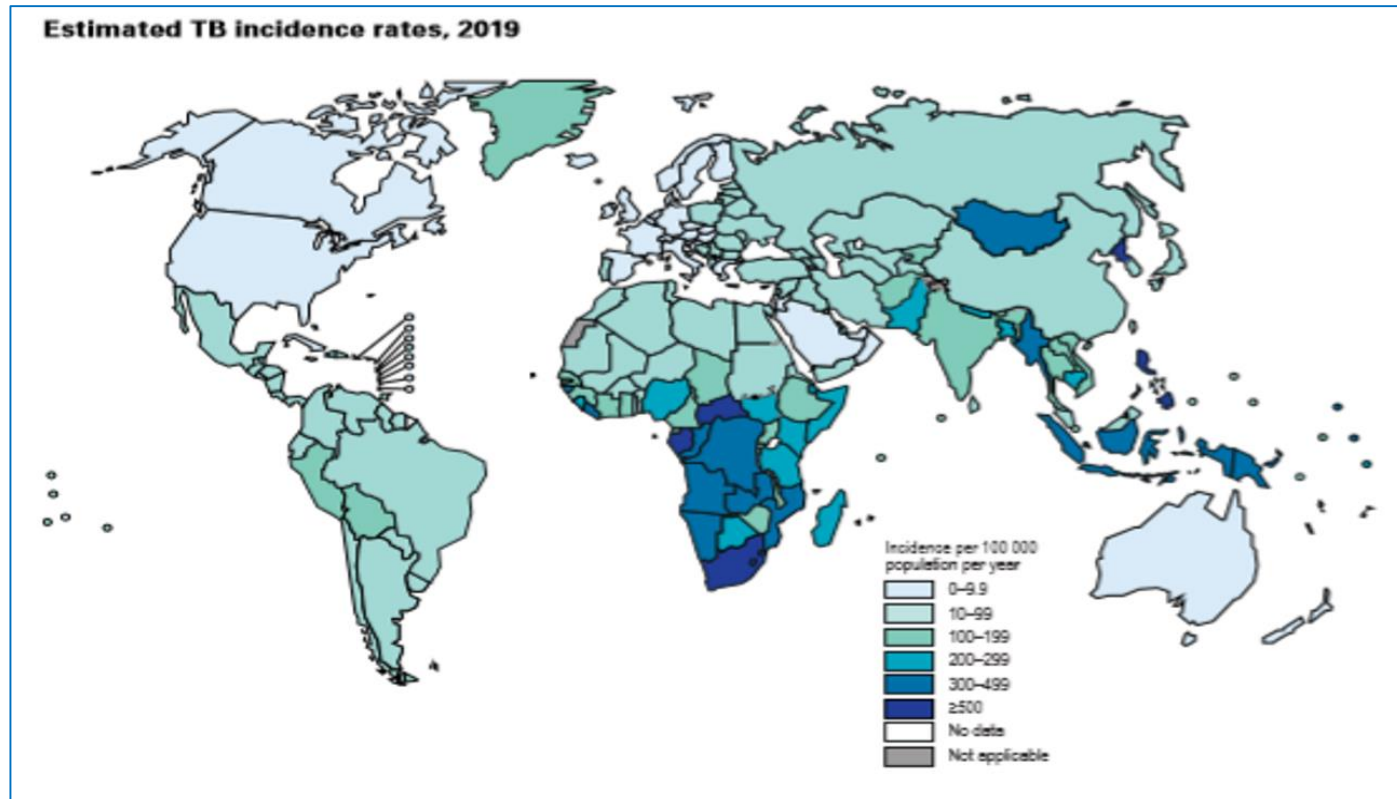 Estimated TB incidence rates, 2019
Incidence per 100 000
population per year
0–9.9
10–99
100–199
200–299
300–499
≥500
No data
Not applicable